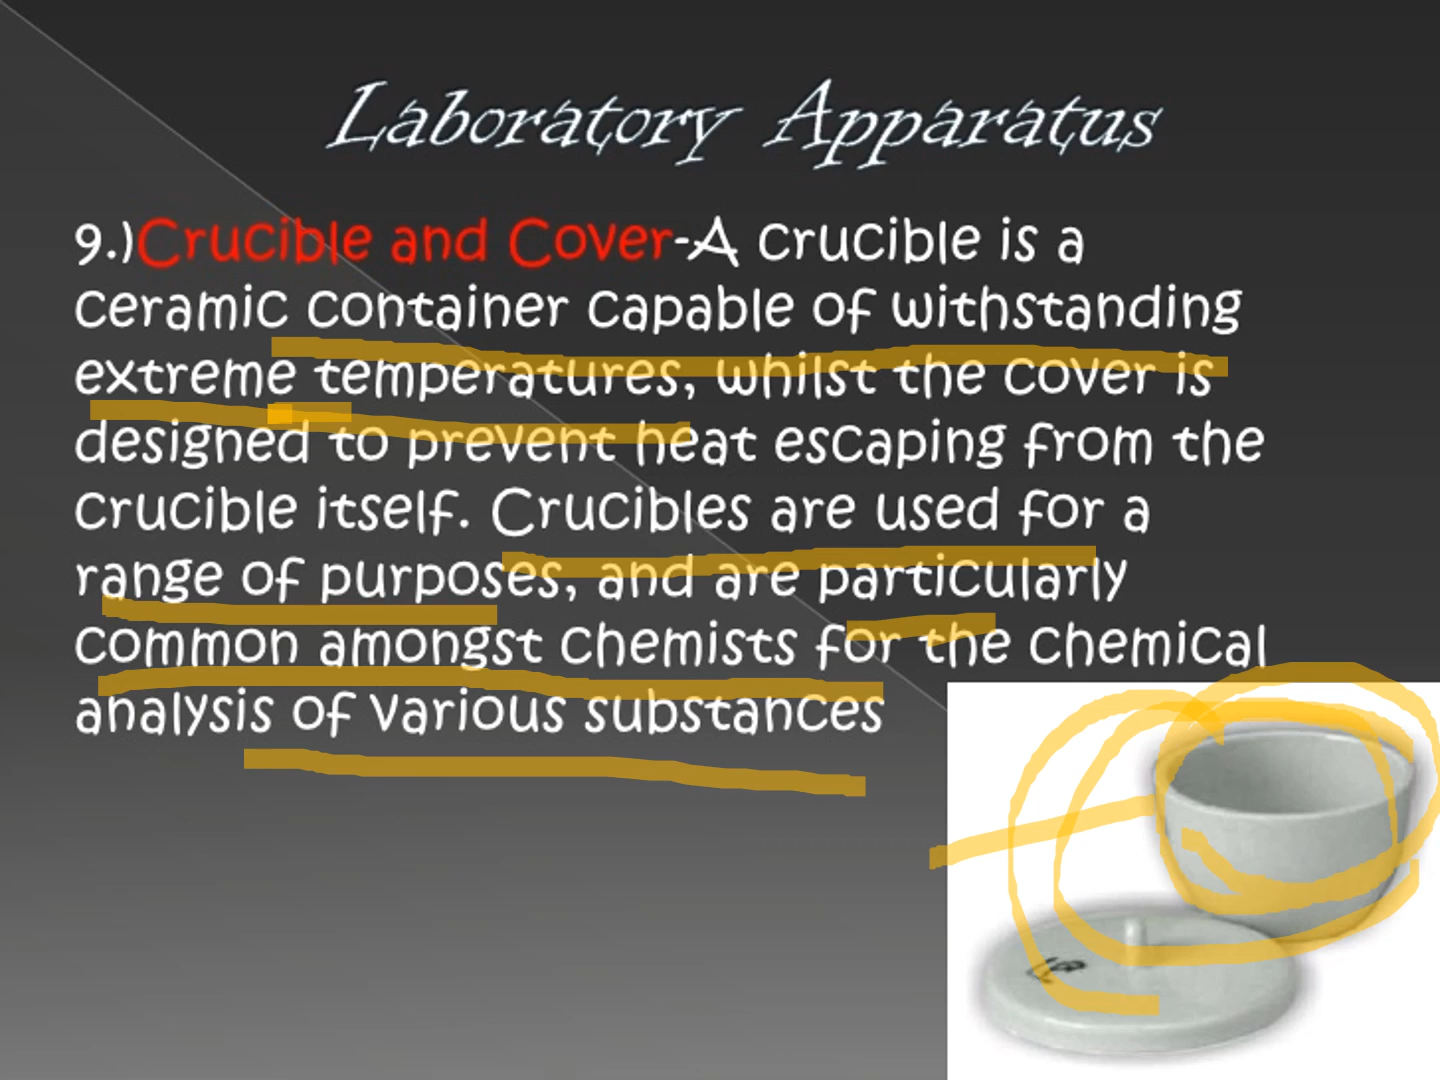 Laboratory Apparatus
9.)Crucible and Cover-A crucible is a
ceramic container capable of withstanding
extreme temperatures, whilst the cover is
designed to prevent heat escaping from the
crucible itself. Crucibles are used for a
range of purposes, and are particularly
common amongst chemists for the chemical
analysis of various substances